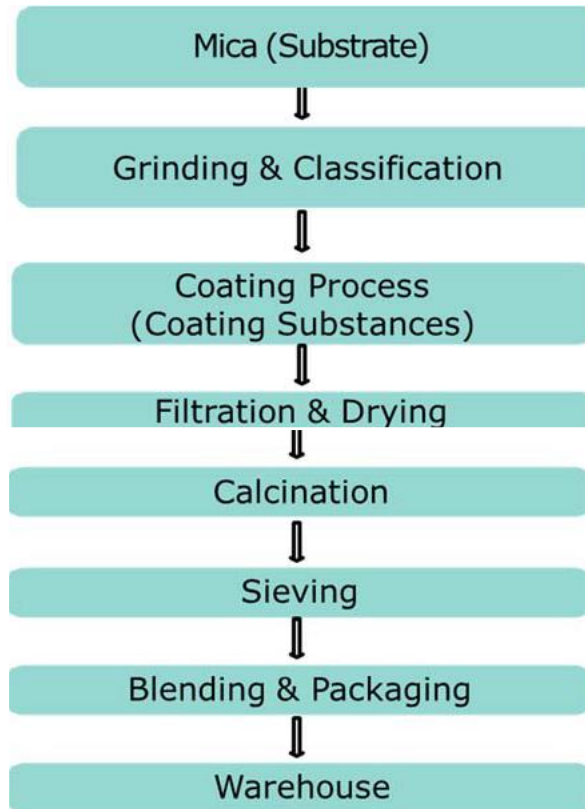 Mica (Substrate)
Grinding & Classification
Coating Process
(Coating Substances)
Filtration & Drying
Calcination
Sieving
Blending & Packaging
Warehouse